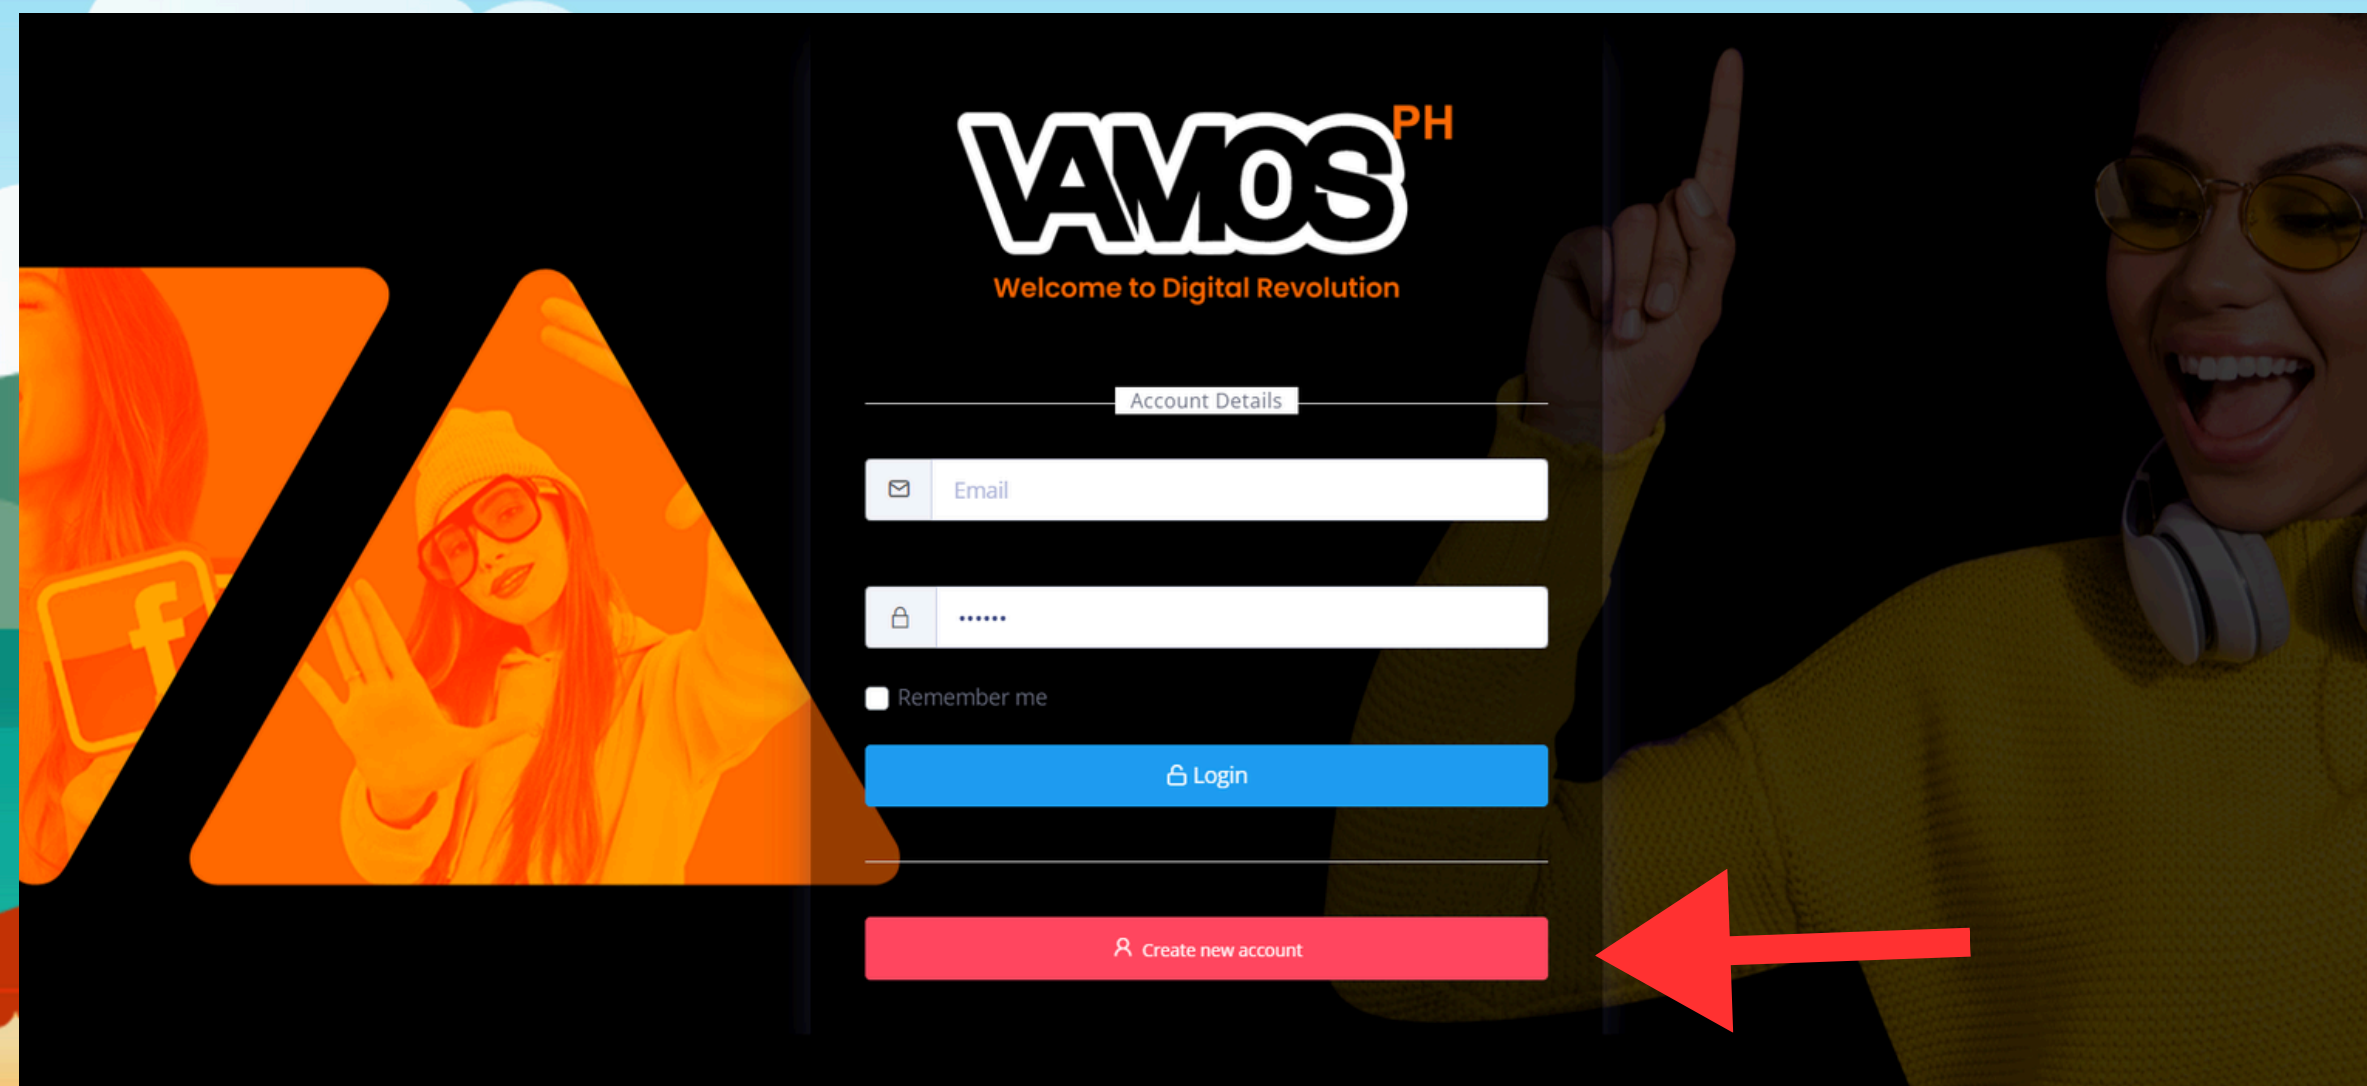 VAMOS PH
Welcome to Digital Revolution
Account Details
Email
••••••
Remember me
Login
Create new account
f